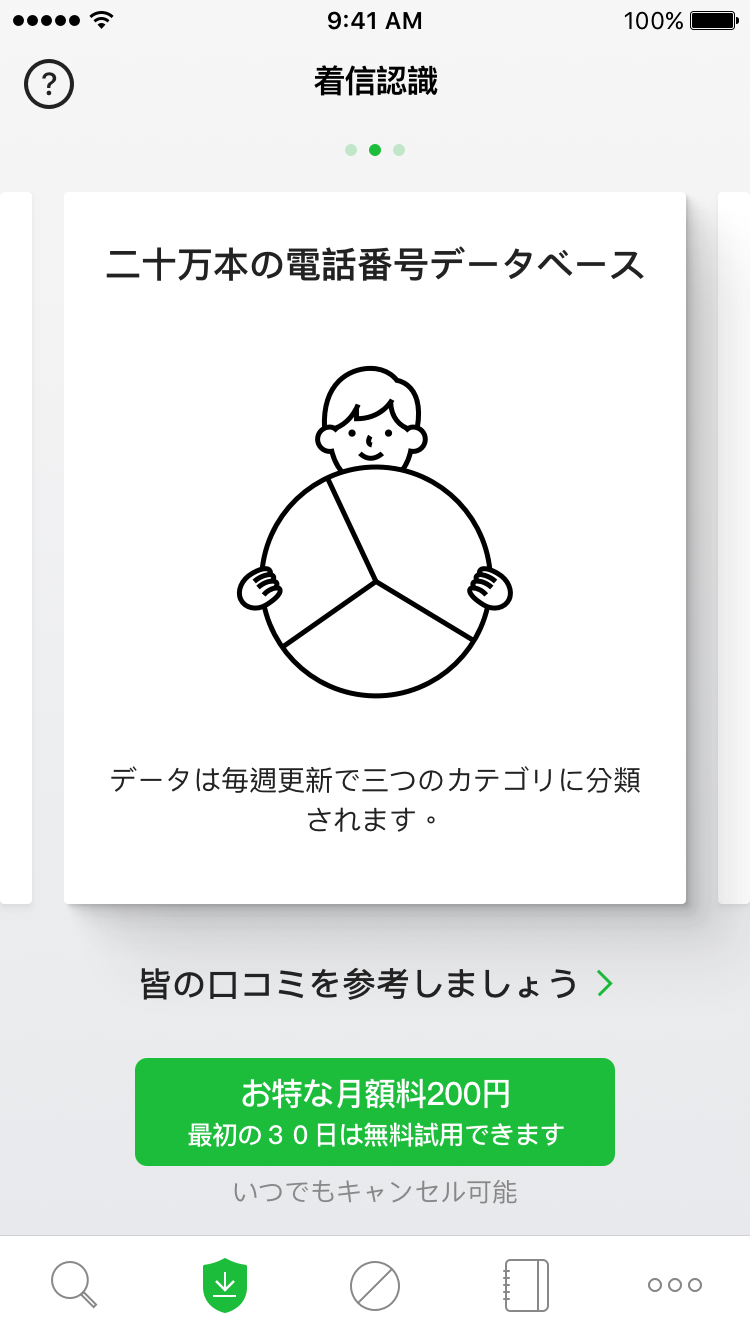 9:41 AM
100%
?
着信認識
二十万本の電話番号データベース
データは毎週更新で三つのカテゴリに分類
されます。
皆の口コミを参考しましょう
お特な月額料200円
最初の３０日は無料試用できます
いつでもキャンセル可能